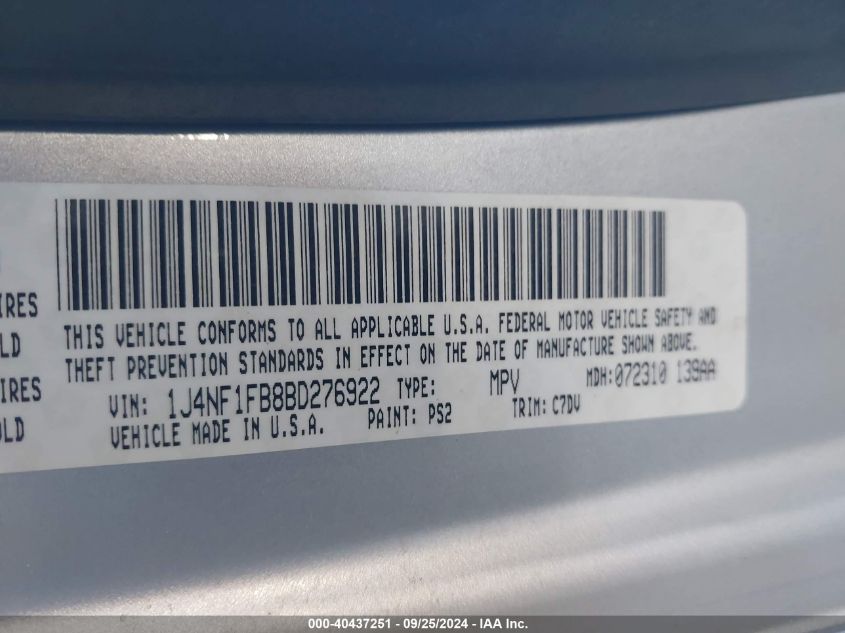 IRES
LD
IRES
OLD
THIS VEHICLE CONFORMS TO ALL APPLICABLE U.S.A. FEDERAL MOTOR VEHICLE SAFETY AND
THEFT PREVENTION STANDARDS IN EFFECT ON THE DATE OF MANUFACTURE SHOWN ABOVE.
VIN: 1J4NF1FB8BD276922 TYPE: MPV MDH:072310 139AA
VEHICLE MADE IN U.S.A. PAINT: PS2 TRIM: C7DV
000-40437251 - 09/25/2024 - IAA Inc.